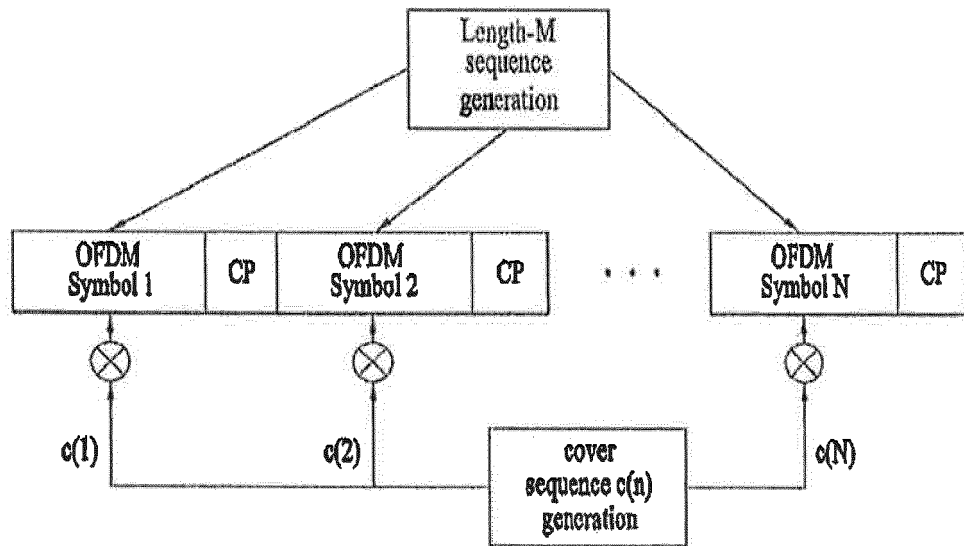 Length-M
sequence
generation
OFDM
Symbol 1
CP
OFDM
Symbol 2
CP
. . .
OFDM
Symbol N
CP
c(1)
c(2)
c(N)
cover
sequence c(n)
generation